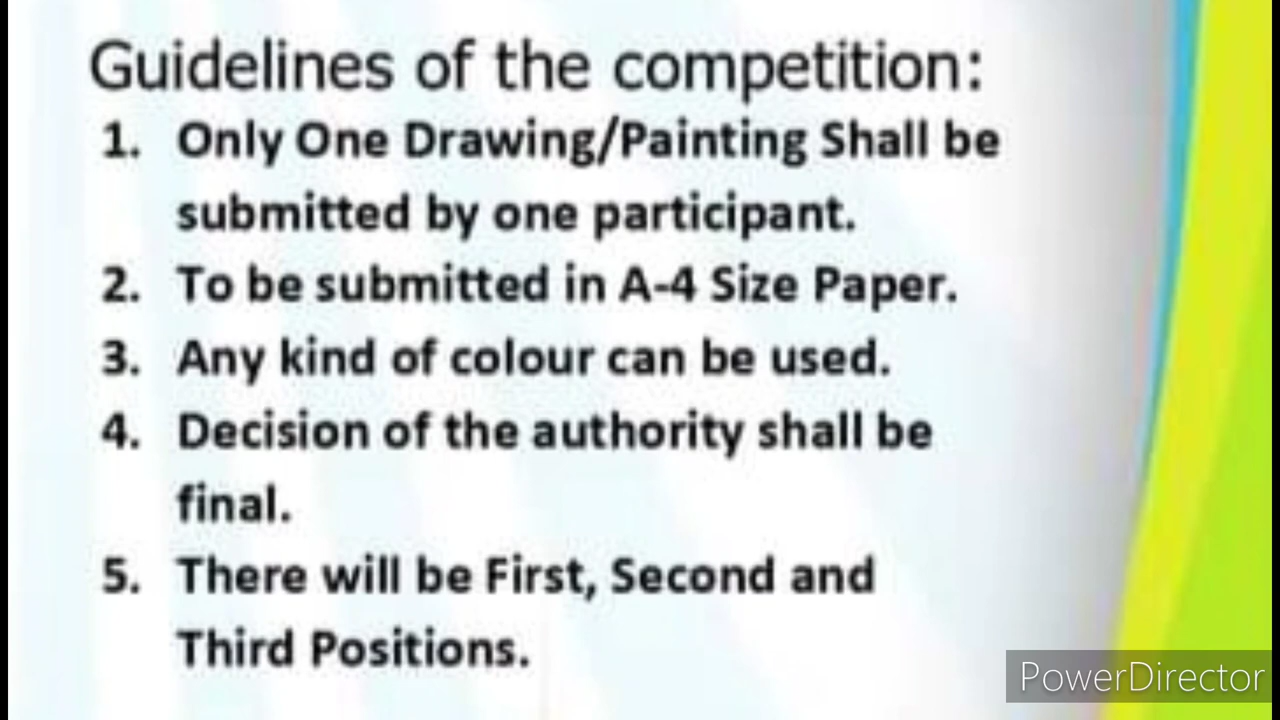 Guidelines of the competition:
1. Only One Drawing/Painting Shall be
submitted by one participant.
2. To be submitted in A-4 Size Paper.
3. Any kind of colour can be used.
4. Decision of the authority shall be
final.
5. There will be First, Second and
Third Positions.
PowerDirector